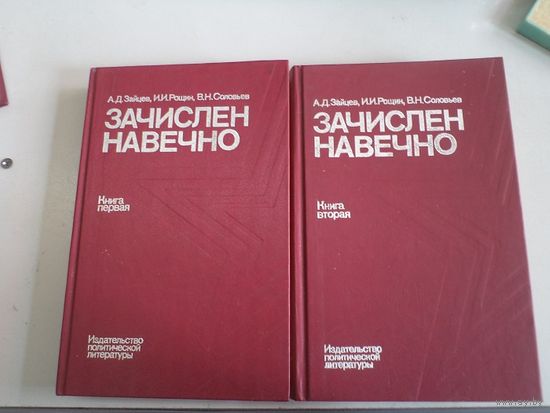 А.Д.Зайцев, И.И.Рощин, В.Н.Соловьев
ЗАЧИСЛЕН
НАВЕЧНО
Книга
первая
Издательство
политической
литературы
А.Д.Зайцев, И.И.Рощин, В.Н.Соловьев
ЗАЧИСЛЕН
НАВЕЧНО
Книга
вторая
Издательство
политической
литературы